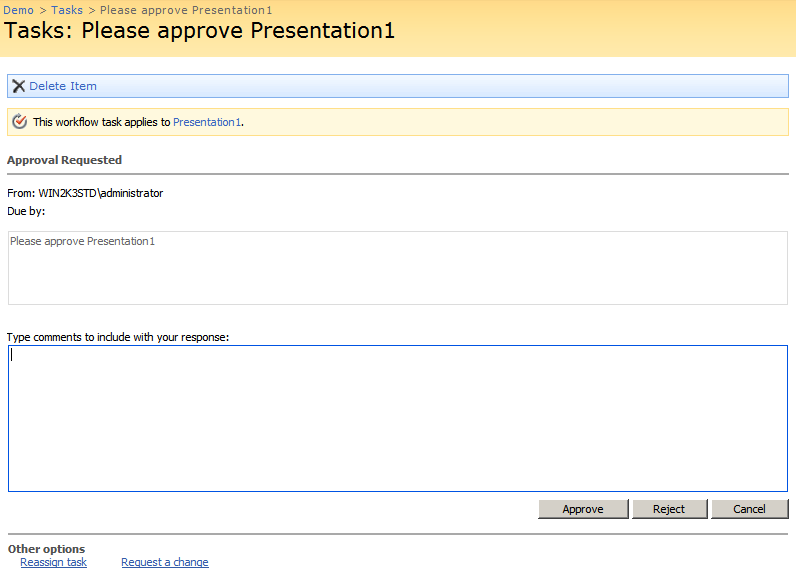 Demo > Tasks > Please approve Presentation1
Tasks: Please approve Presentation1
Delete Item
This workflow task applies to Presentation1.
Approval Requested
From: WIN2K3STD\administrator
Due by:
Please approve Presentation1
Type comments to include with your response:
Approve Reject Cancel
Other options
Reassign task Request a change